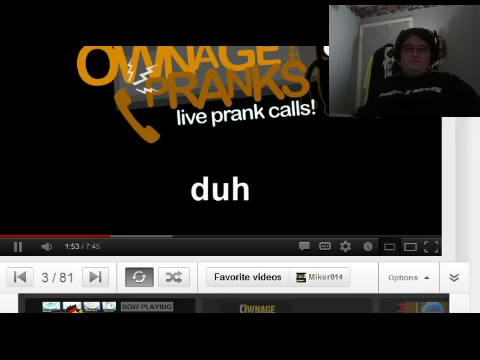 OWNAGE
PRANKS
live prank calls!
duh
1:53 / 7:45
CC
3 / 81
Favorite videos
Miker014
Options
NOW PLAYING
OWNAGE